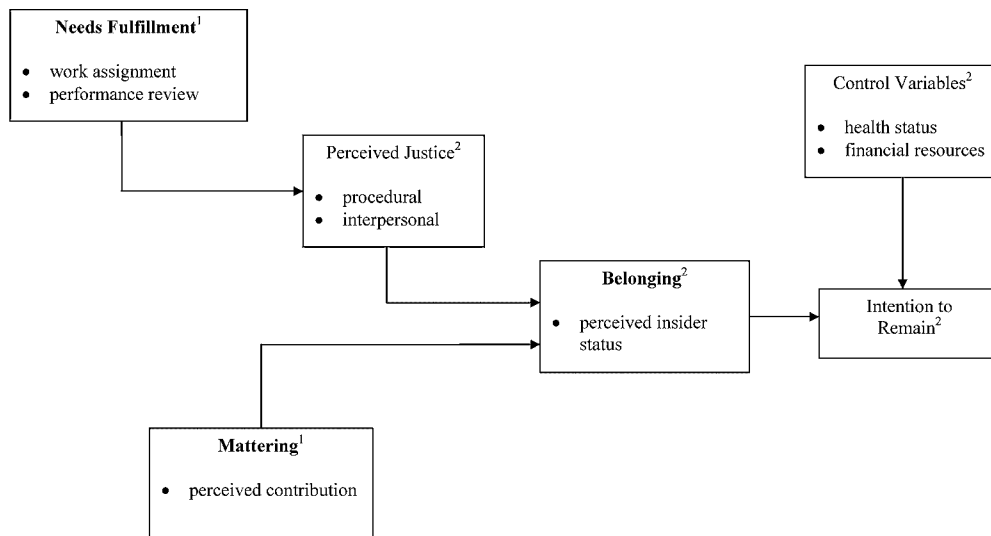 Needs Fulfillment¹
• work assignment
• performance review
Control Variables²
• health status
• financial resources
Perceived Justice²
• procedural
• interpersonal
Belonging²
• perceived insider
status
Intention to
Remain²
Mattering¹
• perceived contribution